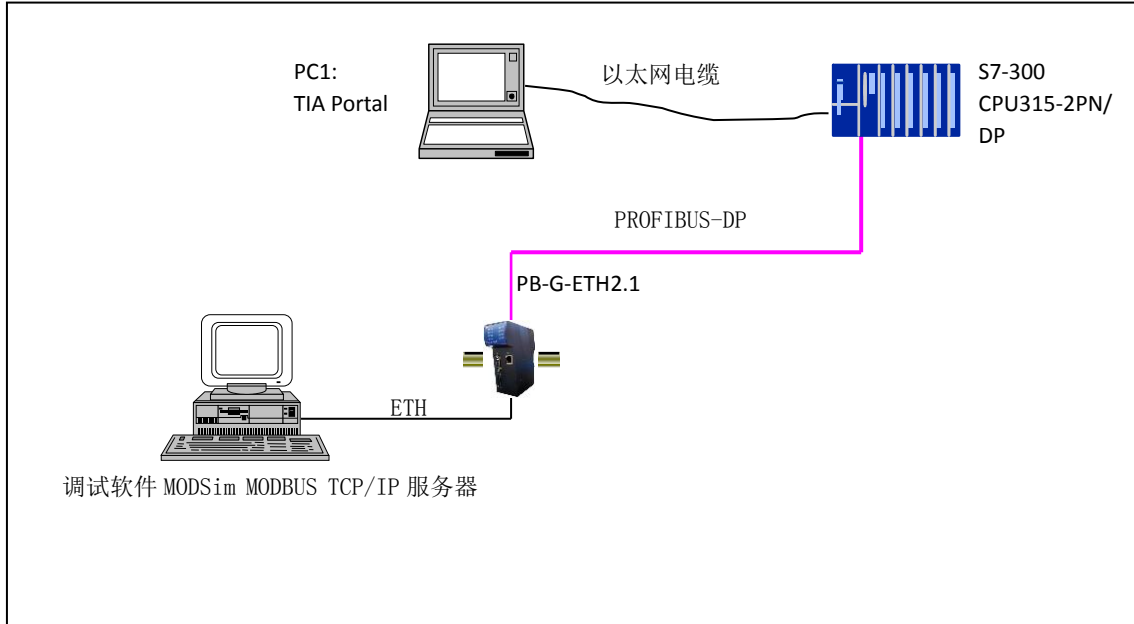 PC1:
TIA Portal
以太网电缆
S7-300
CPU315-2PN/
DP
PROFIBUS-DP
PB-G-ETH2.1
ETH
调试软件 MODSim MODBUS TCP/IP 服务器